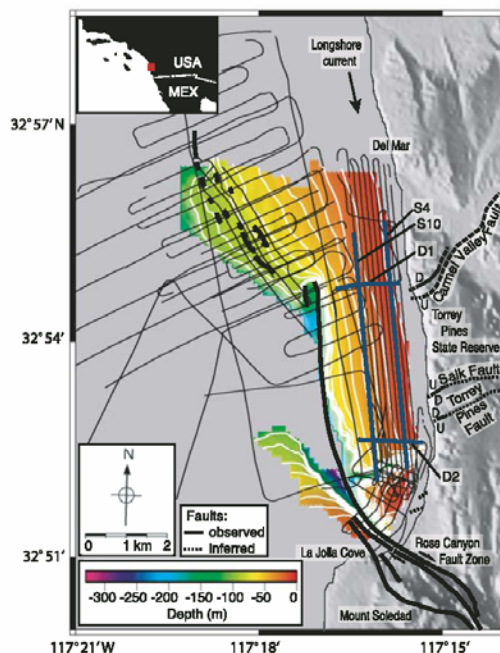 USA
MEX
Longshore
current
32°57'
Del Mar
S4
S10
D1
Carmel Valley Fault
D
U
32°54'
Torrey
Pines
State Reserve
Salk Fault
U
D
Torrey
Pines
Fault
D
U
D2
N
0 1 km 2
Faults:
observed
inferred
32°51'
La Jolla Cove
Rose Canyon
Fault Zone
-300 -250 -200 -150 -100 -50 0
Depth (m)
Mount Soledad
117°21'W
117°18'
117°15'